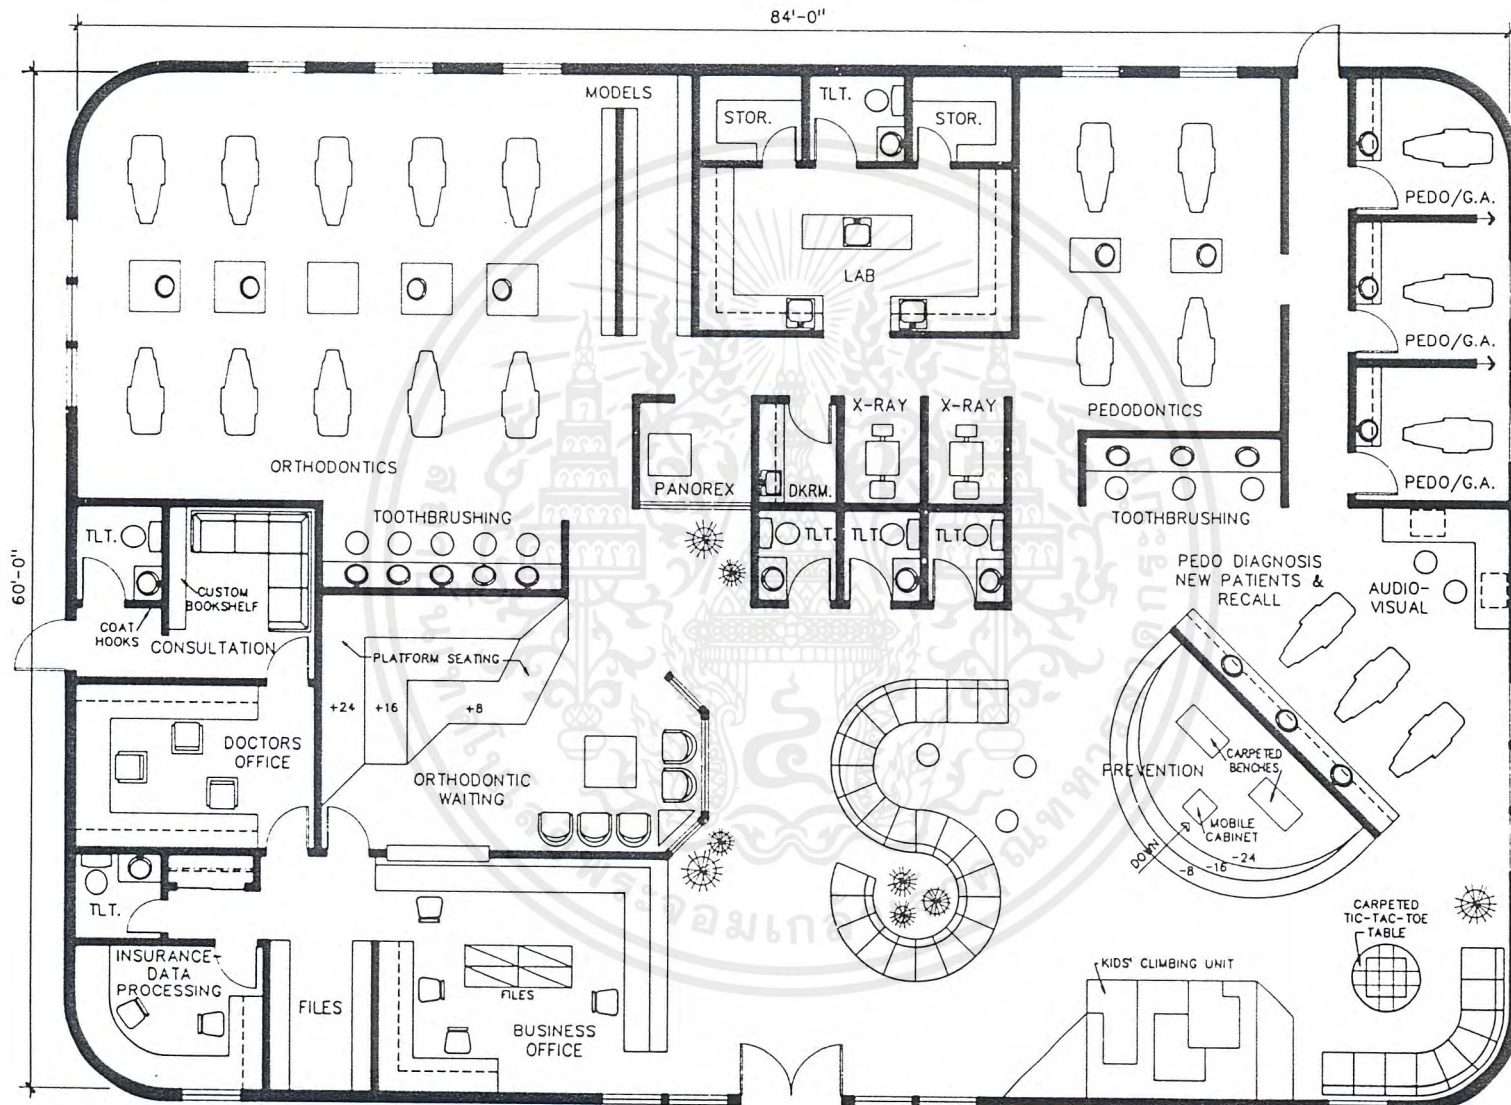 84'-0"
60'-0"
MODELS
STOR.
TLT.
STOR.
LAB
PEDO/G.A.
PEDO/G.A.
PEDO/G.A.
ORTHODONTICS
PANOREX
DKRM.
X-RAY
X-RAY
PEDODONTICS
TOOTHBRUSHING
TOOTHBRUSHING
TLT.
TLT.
TLT.
TLT.
CUSTOM
BOOKSHELF
COAT
HOOKS
CONSULTATION
PLATFORM SEATING
+24
+16
+8
DOCTORS
OFFICE
ORTHODONTIC
WAITING
PEDO DIAGNOSIS
NEW PATIENTS &
RECALL
AUDIO-
VISUAL
PREVENTION
CARPETED
BENCHES
MOBILE
CABINET
DOWN
-8
-16
-24
TLT.
INSURANCE-
DATA
PROCESSING
FILES
FILES
BUSINESS
OFFICE
KIDS' CLIMBING UNIT
CARPETED
TIC-TAC-TOE
TABLE